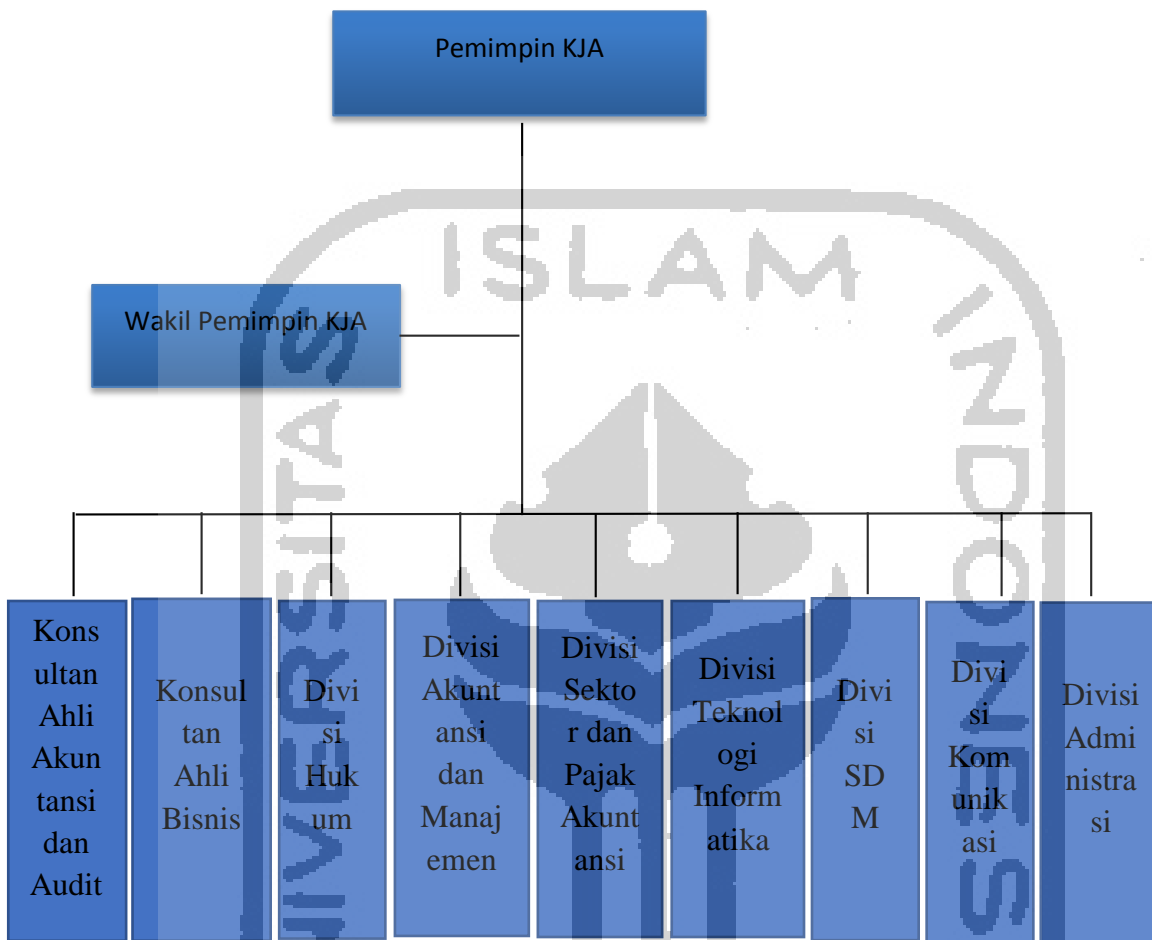 Pemimpin KJA
ISLAM
Wakil Pemimpin KJA
UNIVERSITAS
INDONESIA
Kons
ultan
Ahli
Akun
tansi
dan
Audit
Konsul
tan
Ahli
Bisnis
Divi
si
Huk
um
Divisi
Akunt
ansi
dan
Manaj
emen
Divisi
Sekto
r dan
Pajak
Akunt
ansi
Divisi
Teknol
ogi
Inform
atika
Divi
si
SD
M
Divi
si
Kom
unik
asi
Divisi
Admi
nistra
si